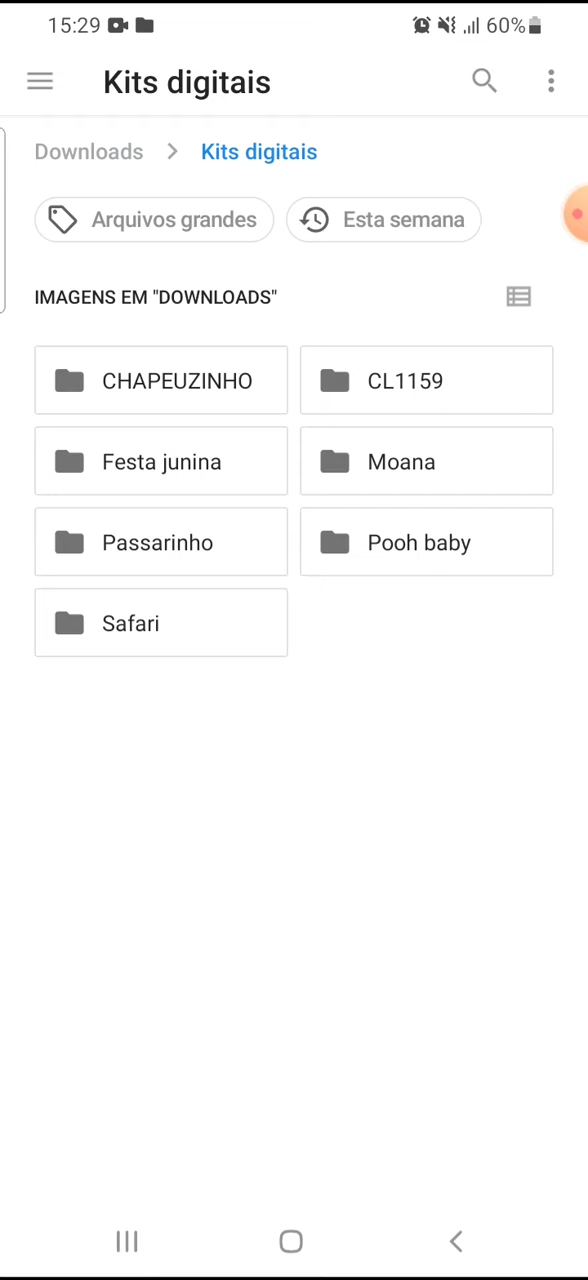 15:29 60%
Kits digitais
Downloads Kits digitais
Arquivos grandes Esta semana
IMAGENS EM "DOWNLOADS"
CHAPEUZINHO CL1159
Festa junina Moana
Passarinho Pooh baby
Safari